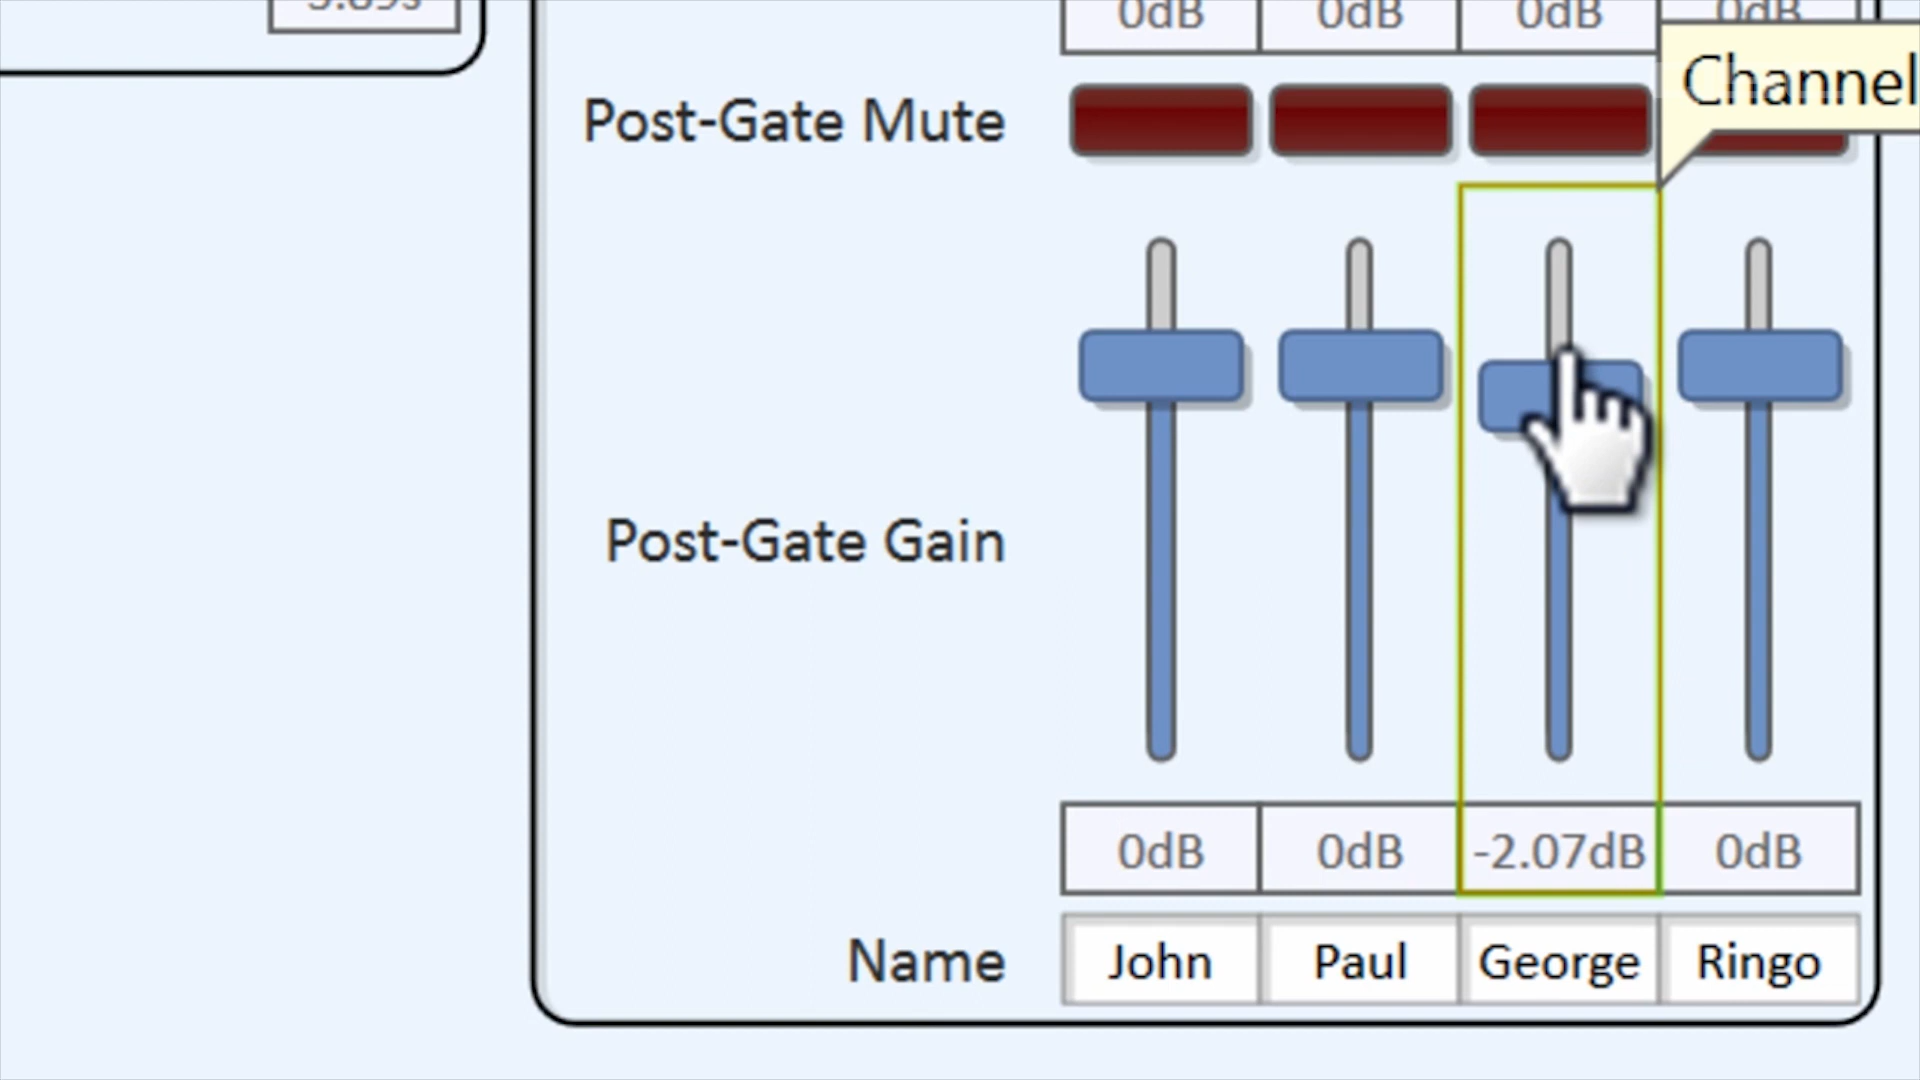 0dB 0dB 0dB 0dB
Channel
Post-Gate Mute
Post-Gate Gain
0dB 0dB -2.07dB 0dB
Name John Paul George Ringo